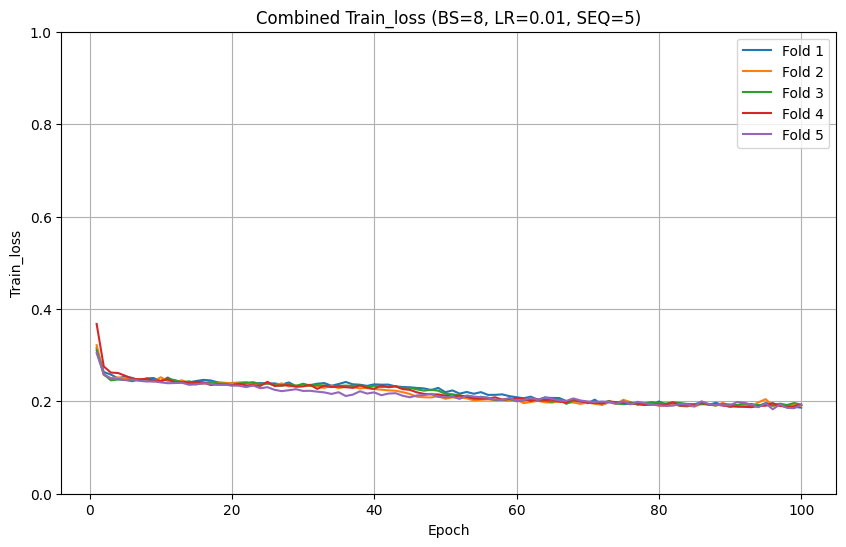 Combined Train_loss (BS=8, LR=0.01, SEQ=5)
Train_loss
1.0
0.8
0.6
0.4
0.2
0.0
Fold 1
Fold 2
Fold 3
Fold 4
Fold 5
0 20 40 60 80 100
Epoch